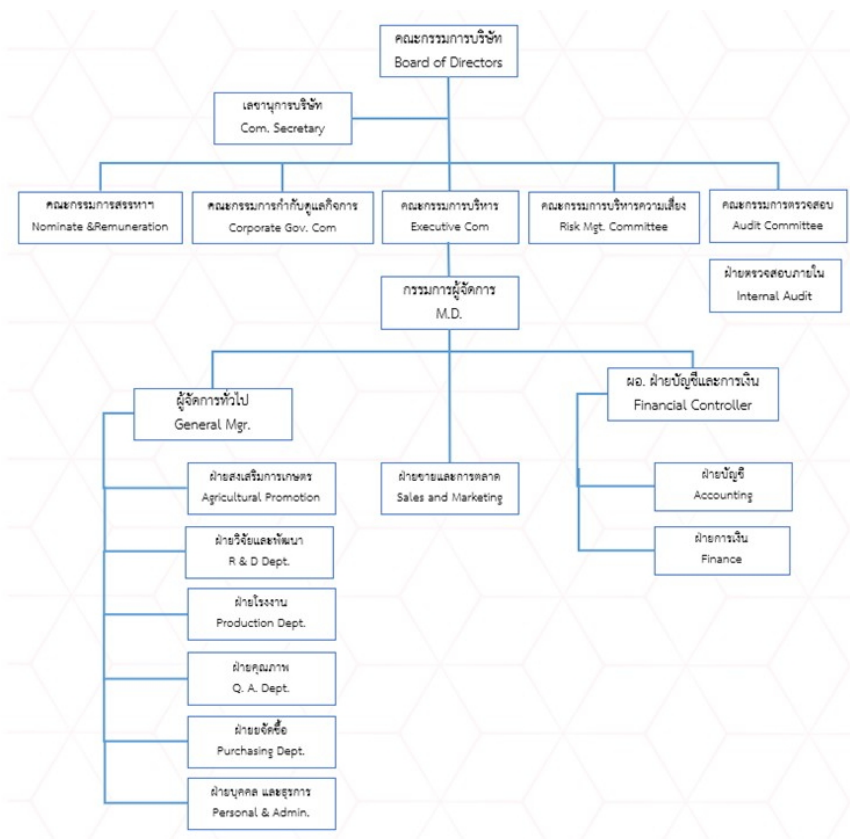 คณะกรรมการบริษัท
Board of Directors
เลขานุการบริษัท
Com. Secretary
คณะกรรมการสรรหาฯ
Nominate &Remuneration
คณะกรรมการกำกับดูแลกิจการ
Corporate Gov. Com
คณะกรรมการบริหาร
Executive Com
คณะกรรมการบริหารความเสี่ยง
Risk Mgt. Committee
คณะกรรมการตรวจสอบ
Audit Committee
ฝ่ายตรวจสอบภายใน
Internal Audit
กรรมการผู้จัดการ
M.D.
ผู้จัดการทั่วไป
General Mgr.
ผอ. ฝ่ายบัญชีและการเงิน
Financial Controller
ฝ่ายส่งเสริมการเกษตร
Agricultural Promotion
ฝ่ายขายและการตลาด
Sales and Marketing
ฝ่ายบัญชี
Accounting
ฝ่ายวิจัยและพัฒนา
R & D Dept.
ฝ่ายการเงิน
Finance
ฝ่ายโรงงาน
Production Dept.
ฝ่ายคุณภาพ
Q. A. Dept.
ฝ่ายยจัดซื้อ
Purchasing Dept.
ฝ่ายบุคคล และธุรการ
Personal & Admin.